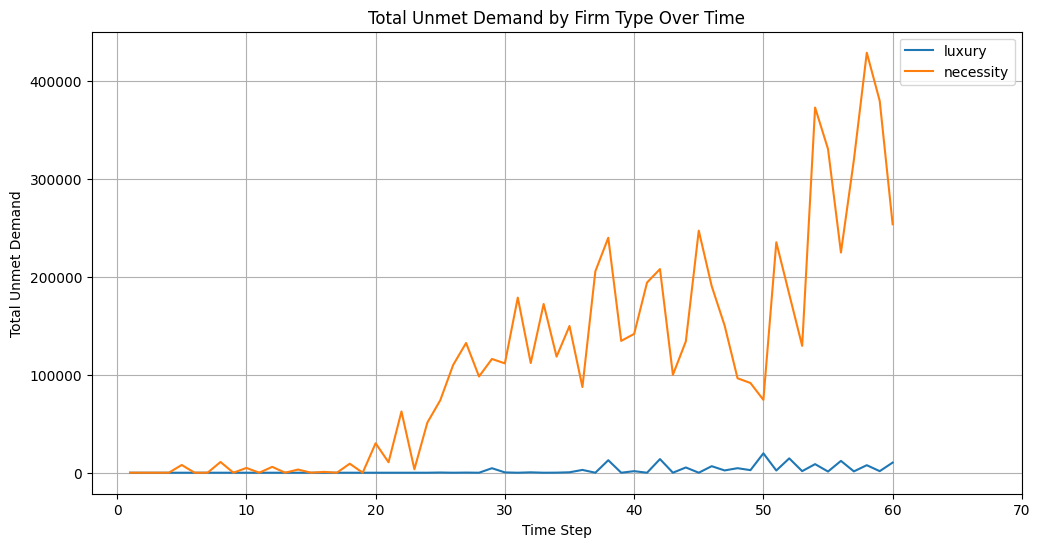 Total Unmet Demand by Firm Type Over Time
luxury
necessity
Total Unmet Demand
400000
300000
200000
100000
0
0 10 20 30 40 50 60 70
Time Step